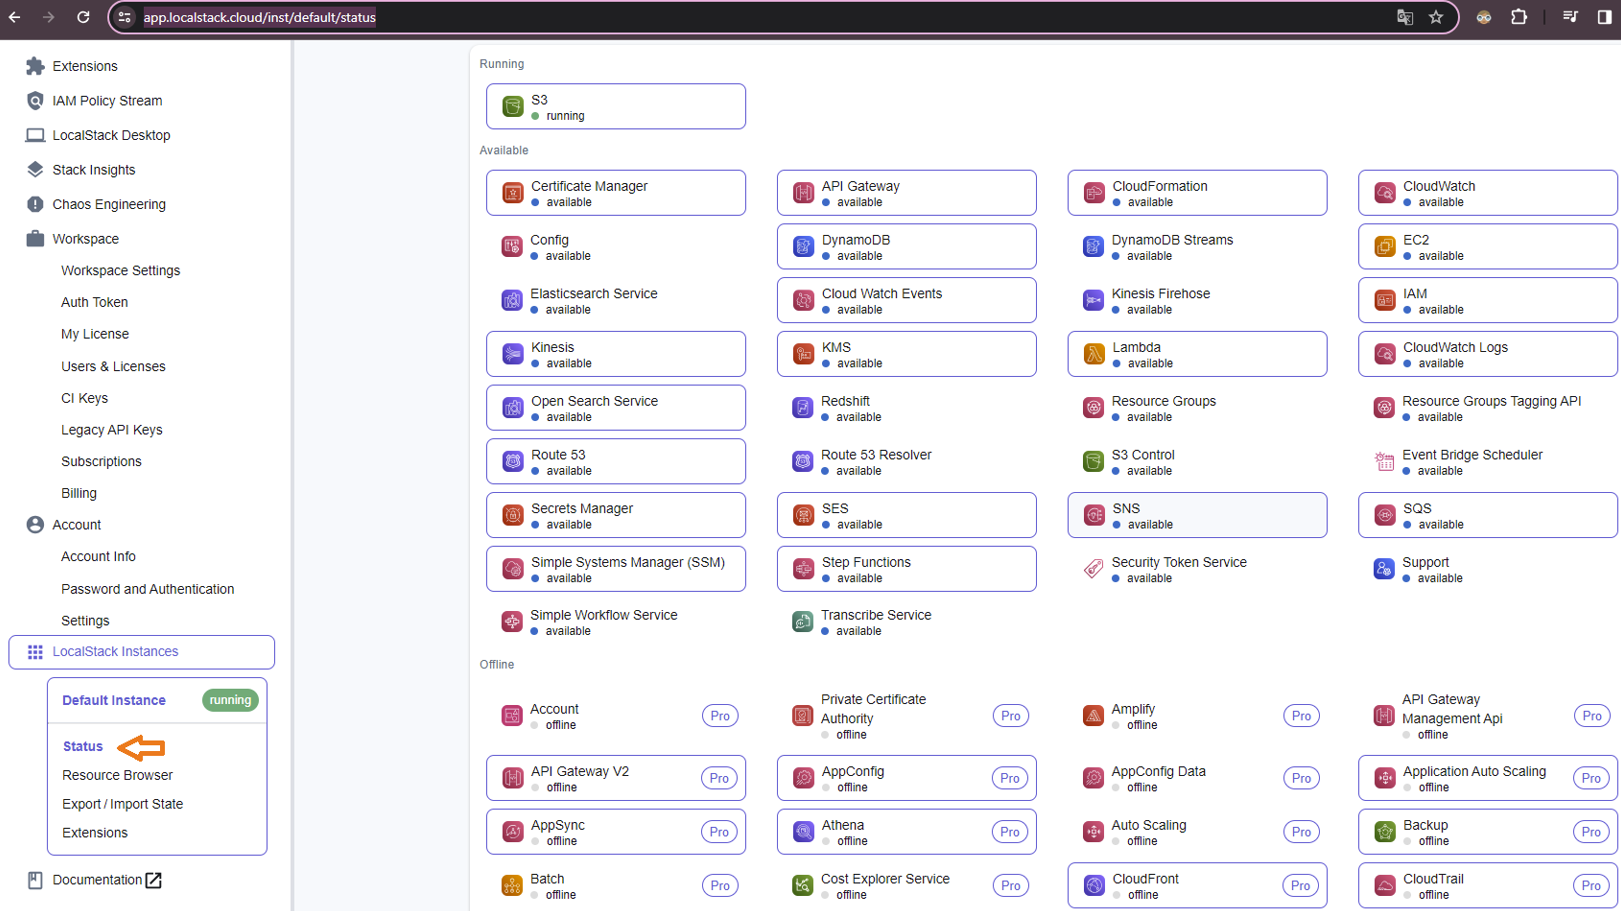 app.localstack.cloud/inst/default/status
Extensions
IAM Policy Stream
LocalStack Desktop
Stack Insights
Chaos Engineering
Workspace
Workspace Settings
Auth Token
My License
Users & Licenses
CI Keys
Legacy API Keys
Subscriptions
Billing
Account
Account Info
Password and Authentication
Settings
LocalStack Instances
Default Instance running
Status
Resource Browser
Export / Import State
Extensions
Documentation
Running
S3
running
Available
Certificate Manager
available
API Gateway
available
CloudFormation
available
CloudWatch
available
Config
available
DynamoDB
available
DynamoDB Streams
available
EC2
available
Elasticsearch Service
available
Cloud Watch Events
available
Kinesis Firehose
available
IAM
available
Kinesis
available
KMS
available
Lambda
available
CloudWatch Logs
available
Open Search Service
available
Redshift
available
Resource Groups
available
Resource Groups Tagging API
available
Route 53
available
Route 53 Resolver
available
S3 Control
available
Event Bridge Scheduler
available
Secrets Manager
available
SES
available
SNS
available
SQS
available
Simple Systems Manager (SSM)
available
Step Functions
available
Security Token Service
available
Support
available
Simple Workflow Service
available
Transcribe Service
available
Offline
Account
offline
Pro
Private Certificate
Authority
offline
Pro
Amplify
offline
Pro
API Gateway
Management Api
offline
Pro
API Gateway V2
offline
Pro
AppConfig
offline
Pro
AppConfig Data
offline
Pro
Application Auto Scaling
offline
Pro
AppSync
offline
Pro
Athena
offline
Pro
Auto Scaling
offline
Pro
Backup
offline
Pro
Batch
offline
Pro
Cost Explorer Service
offline
Pro
CloudFront
offline
Pro
CloudTrail
offline
Pro